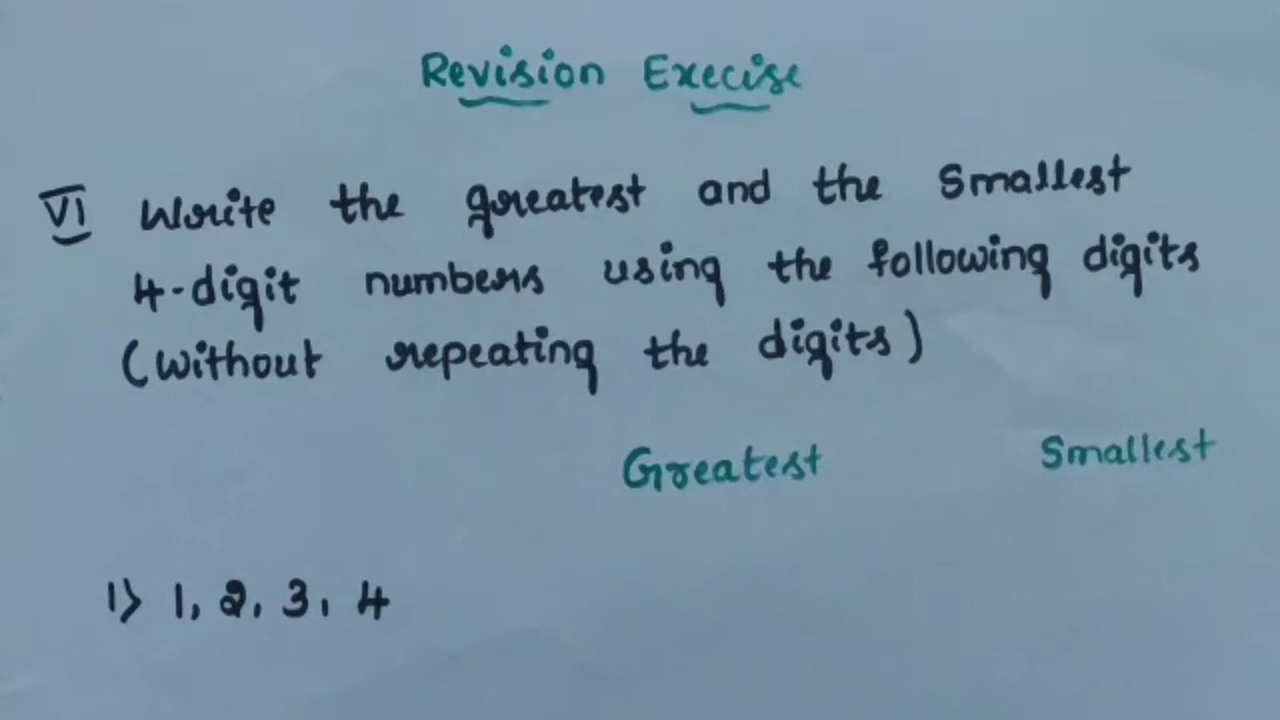 Revision Execise
VI Write the greatest and the Smallest
4-digit numbers using the following digits
(without repeating the digits)
Greatest Smallest
1) 1, 2, 3, 4